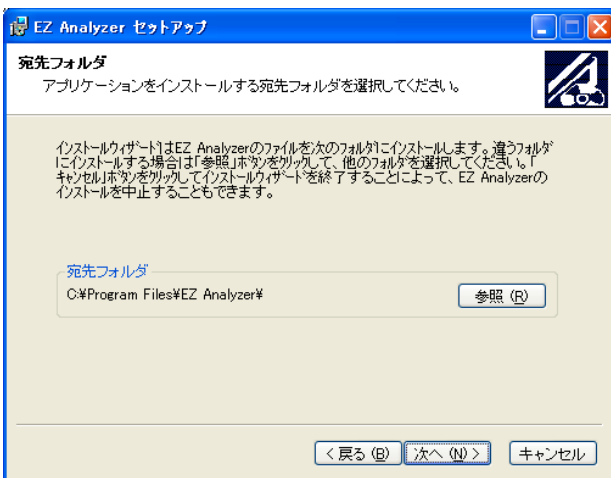 EZ Analyzer セットアップ
宛先フォルダ
アプリケーションをインストールする宛先フォルダを選択してください。
インストールウィザードはEZ Analyzerのファイルを次のフォルダにインストールします。違うフォルダ
にインストールする場合は「参照」ボタンをクリックして、他のフォルダを選択してください。「
キャンセル」ボタンをクリックしてインストールウィザードを終了することによって、EZ Analyzerの
インストールを中止することもできます。
宛先フォルダ
C:¥Program Files¥EZ Analyzer¥
参照 (R)
< 戻る (B)
次へ (N) >
キャンセル